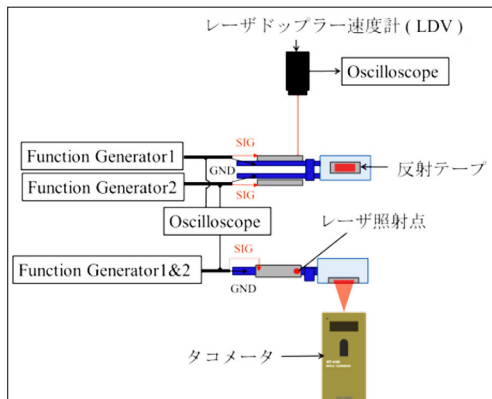 レーザドップラー速度計 ( LDV )
Oscilloscope
SIG
Function Generator1
GND
反射テープ
Function Generator2
SIG
Oscilloscope
レーザ照射点
SIG
Function Generator1&2
GND
タコメータ